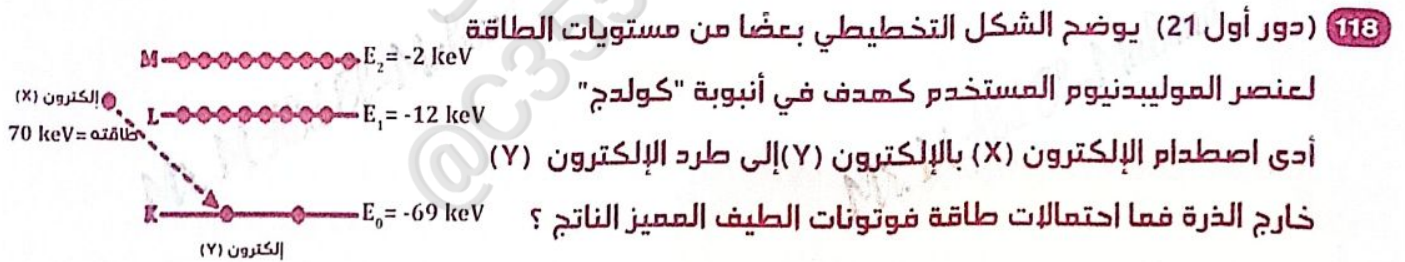 118 (دور أول 21) يوضح الشكل التخطيطي بعضًا من مستويات الطاقة
لعنصر الموليبدنيوم المستخدم كهدف في أنبوبة "كولدج"
أدى اصطدام الإلكترون (X) بالإلكترون (Y)إلى طرد الإلكترون (Y)
خارج الذرة فما احتمالات طاقة فوتونات الطيف المميز الناتج ؟
M E₂= -2 keV
إلكترون (X)
طاقته= 70 keV
L E₁= -12 keV
K E₀= -69 keV
إلكترون (Y)